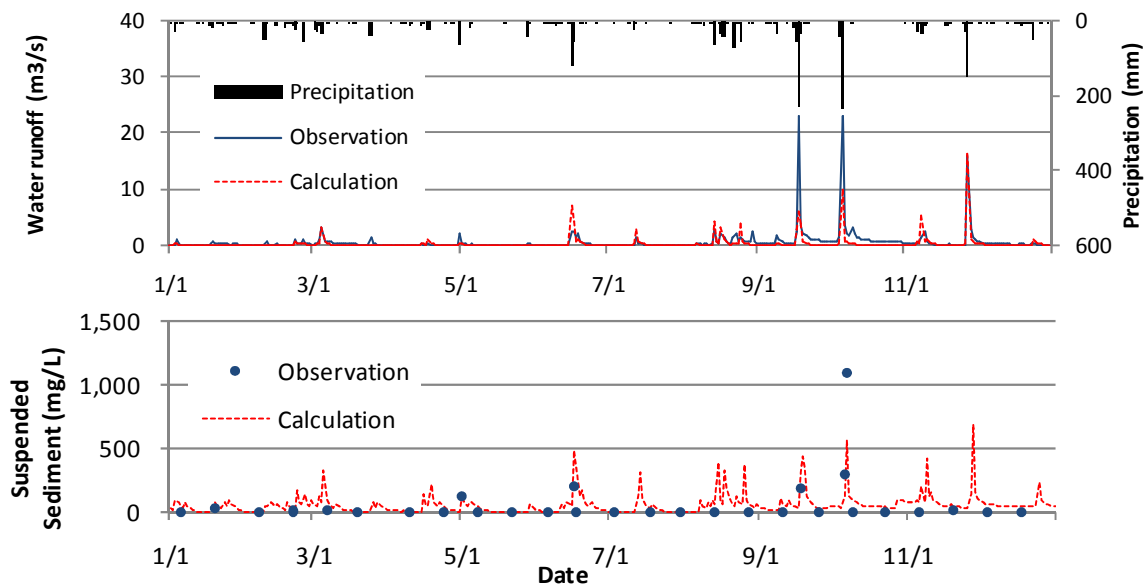 Water runoff (m3/s)
40
30
20
10
0
Precipitation
Observation
Calculation
0
200
400
600
Precipitation (mm)
1/1 3/1 5/1 7/1 9/1 11/1
Suspended
Sediment (mg/L)
1,500
1,000
500
0
Observation
Calculation
1/1 3/1 5/1 7/1 9/1 11/1
Date